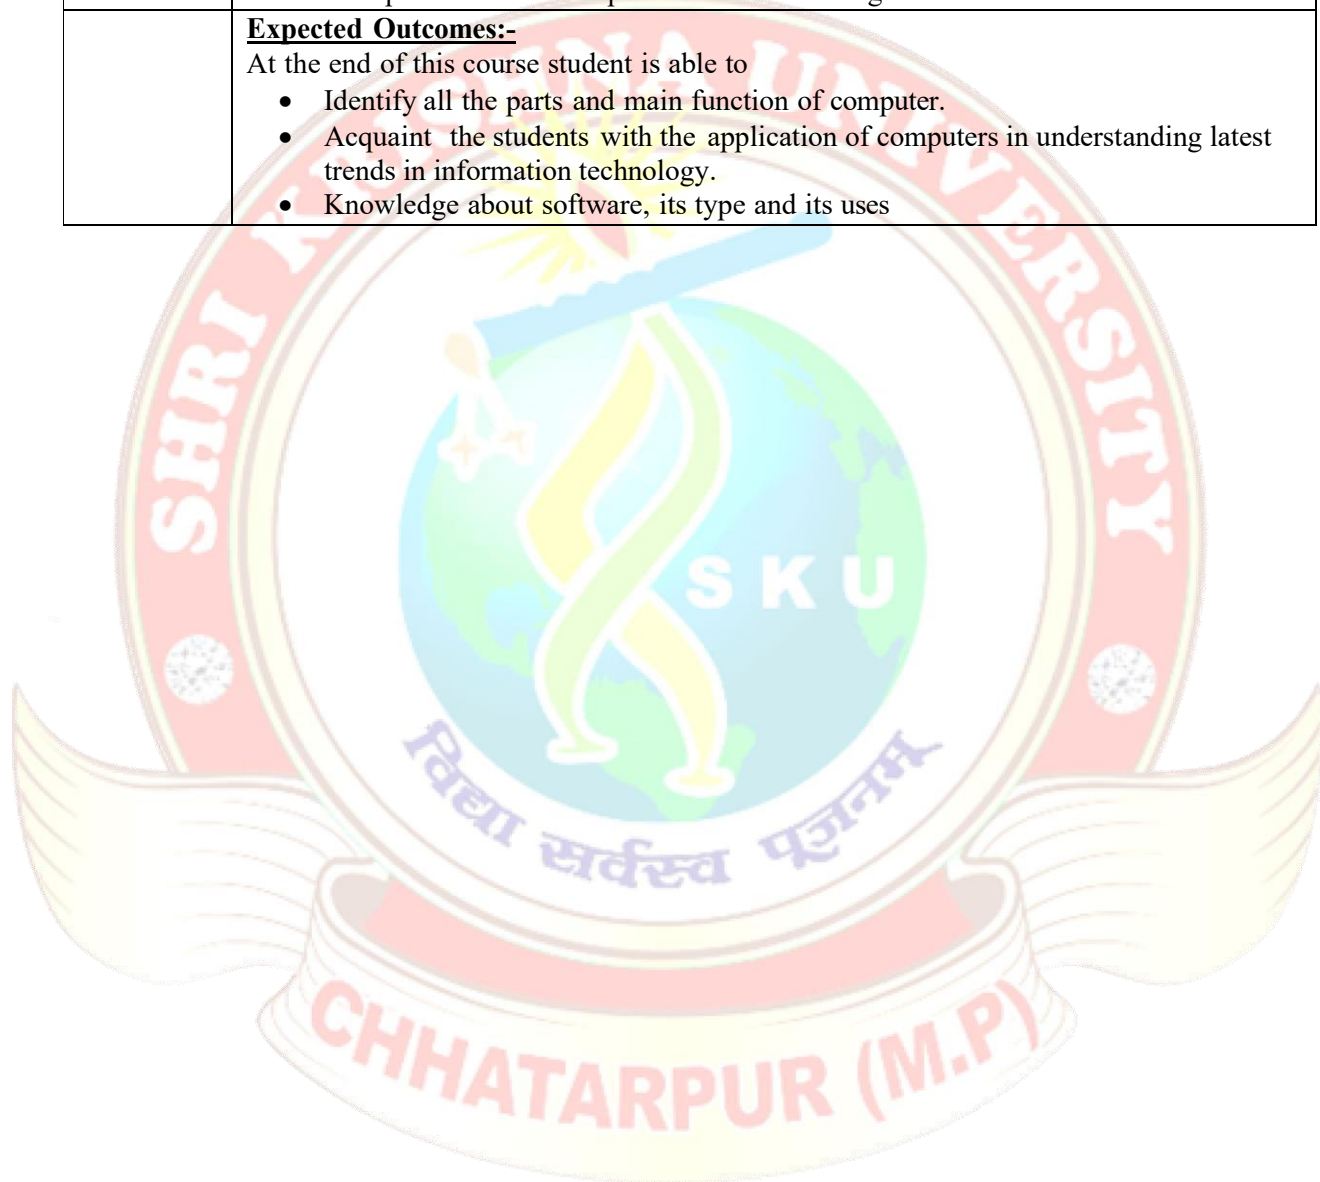 Expected Outcomes:-
At the end of this course student is able to
• Identify all the parts and main function of computer.
• Acquaint the students with the application of computers in understanding latest
trends in information technology.
• Knowledge about software, its type and its uses
SHRI KRISHNA UNIVERSITY
SKU
विद्या सर्वस्व पूजनम्
CHHATARPUR (M.P)